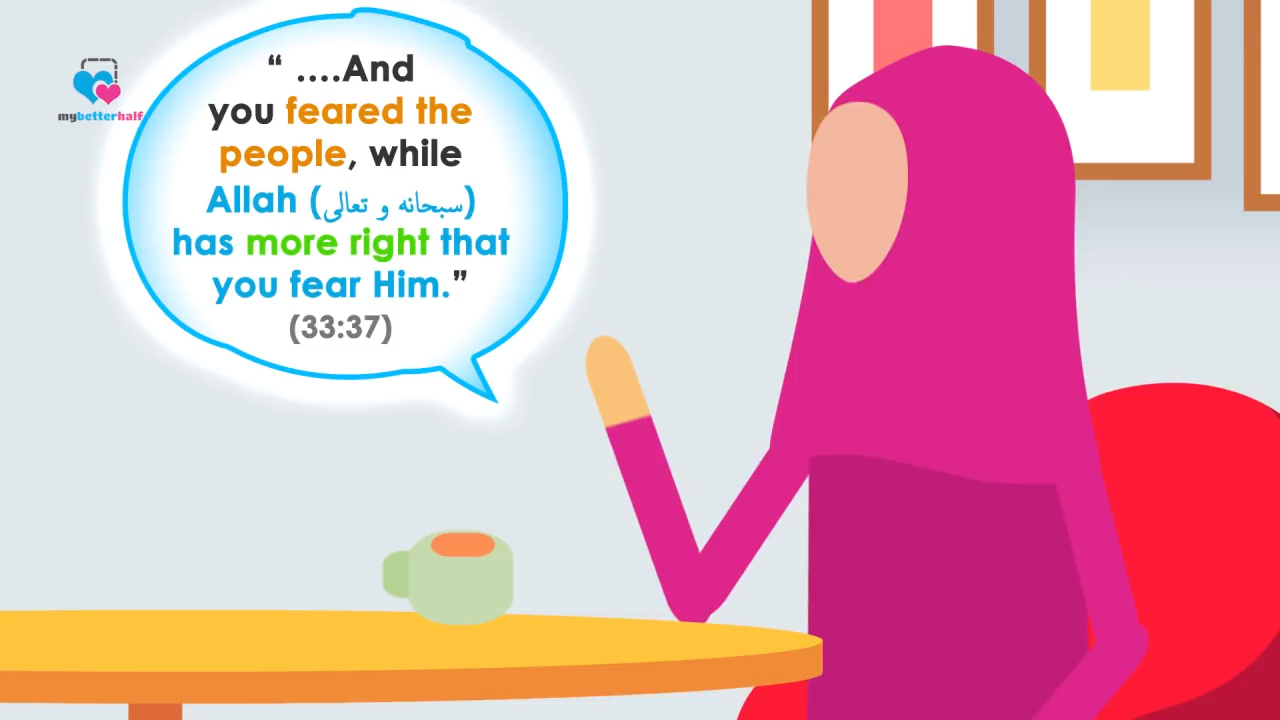 mybetterhalf
“ ....And
you feared the
people, while
Allah (سبحانه و تعالى)
has more right that
you fear Him.”
(33:37)